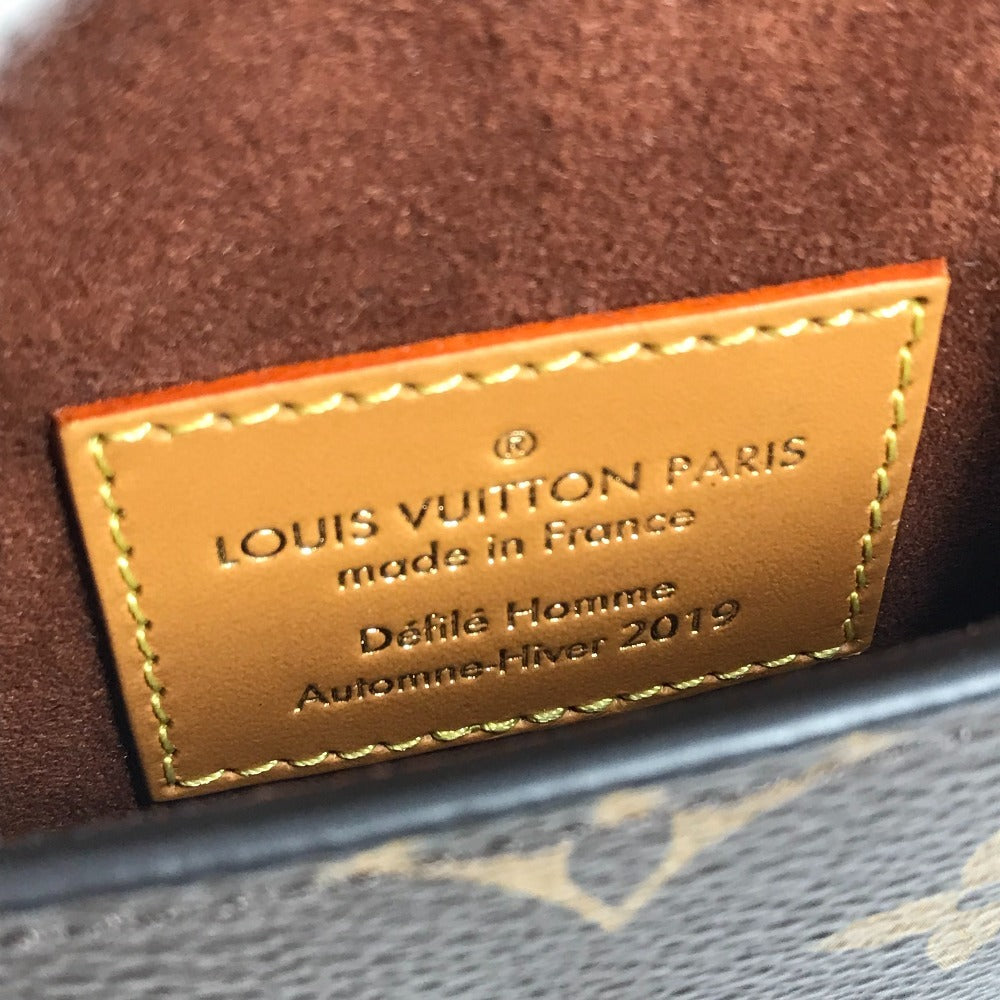 ®
LOUIS VUITTON PARIS
made in France
Défilé Homme
Automne-Hiver 2019